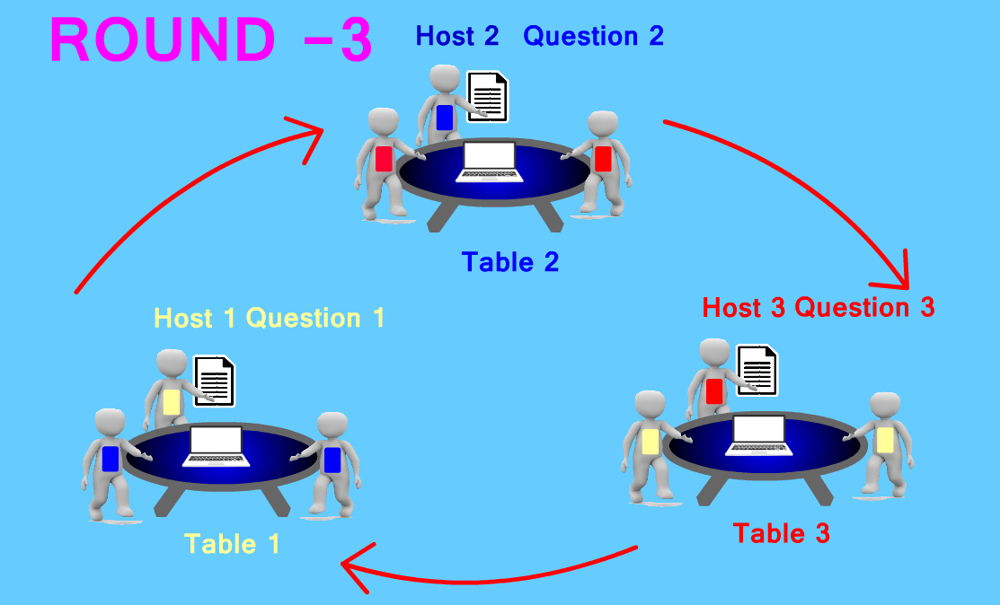 ROUND -3
Host 2 Question 2
Table 2
Host 1 Question 1
Host 3 Question 3
Table 1
Table 3